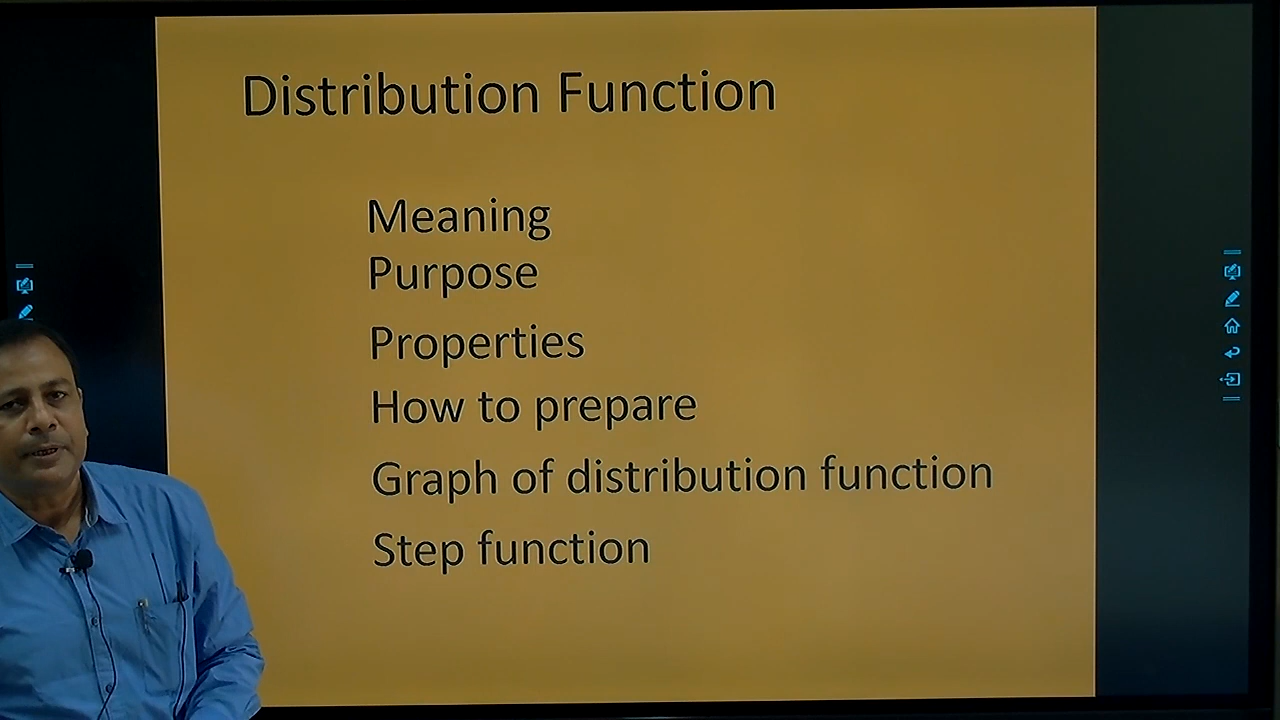 Distribution Function
Meaning
Purpose
Properties
How to prepare
Graph of distribution function
Step function